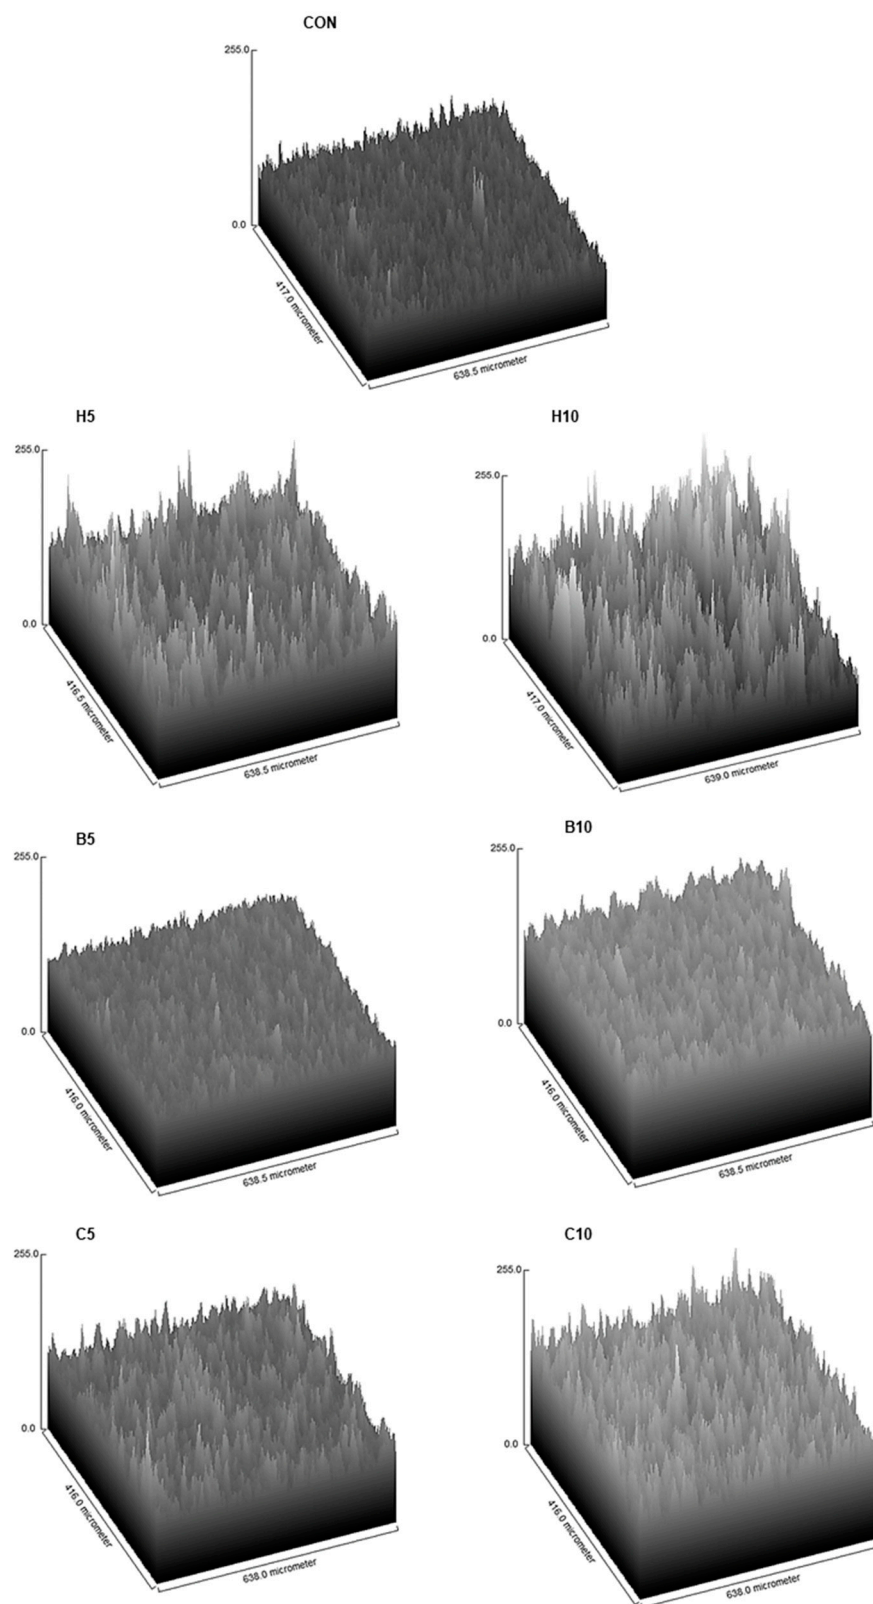 CON
255.0
0.0
417.0 micrometer
638.5 micrometer
H5
255.0
0.0
416.5 micrometer
638.5 micrometer
H10
255.0
0.0
417.0 micrometer
639.0 micrometer
B5
255.0
0.0
416.0 micrometer
638.5 micrometer
B10
255.0
0.0
416.0 micrometer
638.5 micrometer
C5
255.0
0.0
416.0 micrometer
638.0 micrometer
C10
255.0
0.0
416.0 micrometer
638.0 micrometer